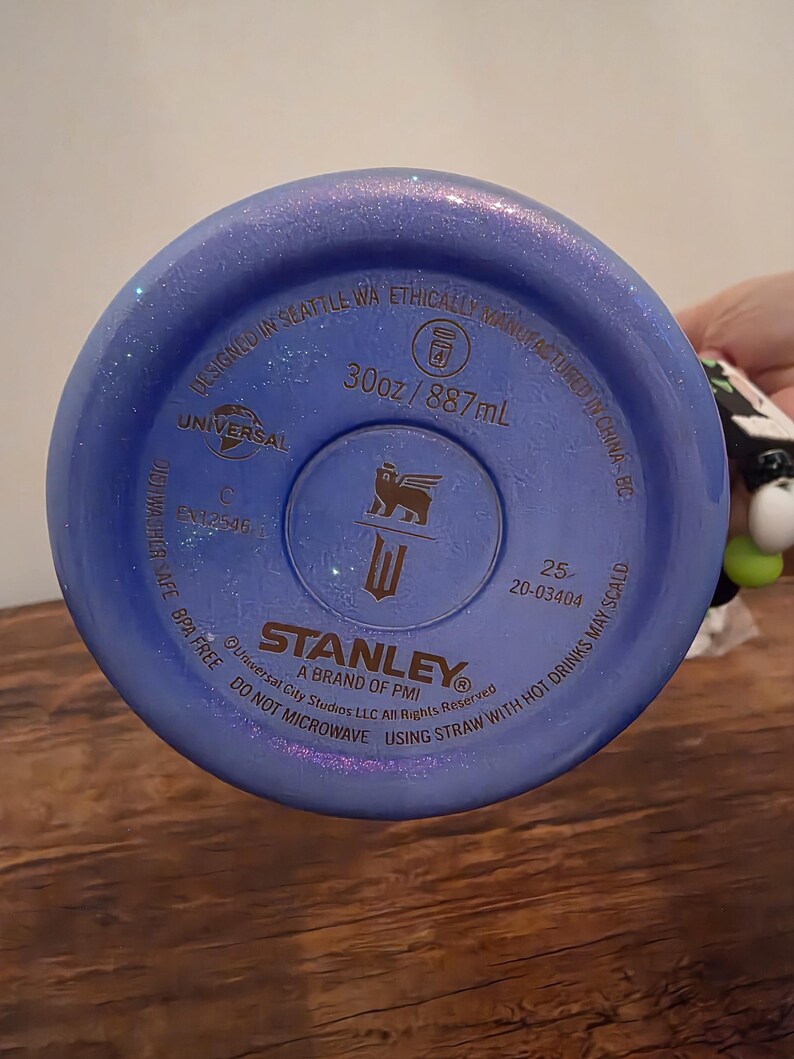 DESIGNED IN SEATTLE WA ETHICALLY MANUFACTURED IN CHINA - BC
30oz / 887mL
UNIVERSAL
C
EN12546-1
W
25
20-03404
STANLEY®
A BRAND OF PMI
©Universal City Studios LLC All Rights Reserved
SAFE BPA FREE DO NOT MICROWAVE USING STRAW WITH HOT DRINKS MAY SCALD